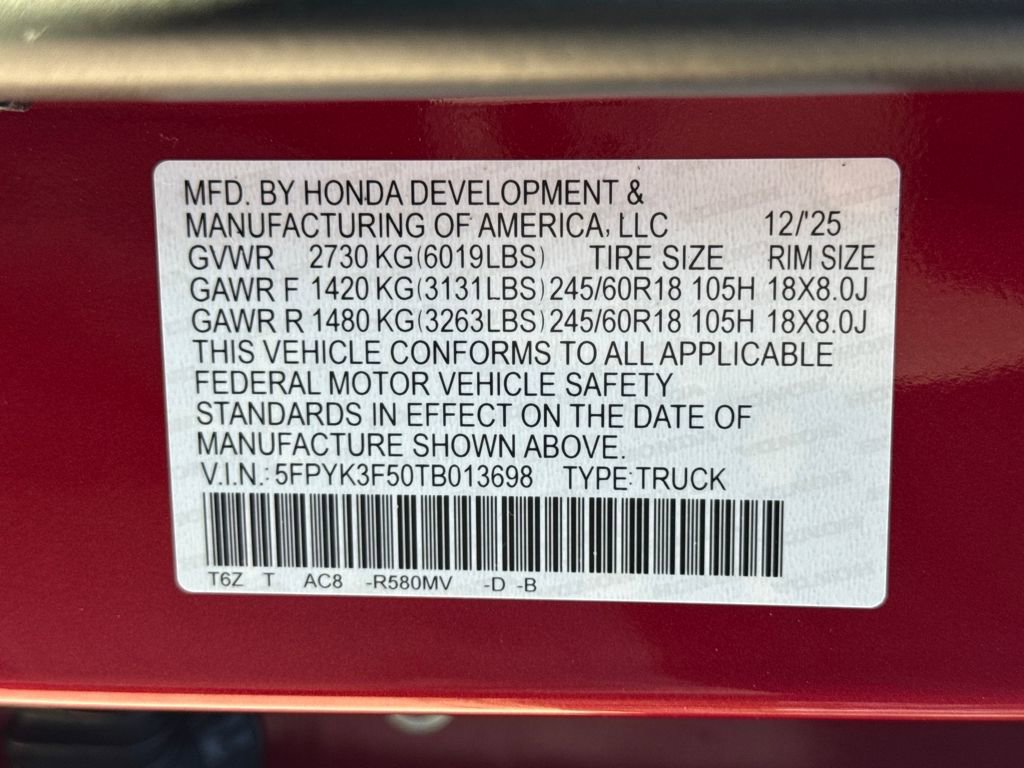 MFD. BY HONDA DEVELOPMENT &
MANUFACTURING OF AMERICA, LLC 12/'25
GVWR 2730 KG(6019LBS) TIRE SIZE RIM SIZE
GAWR F 1420 KG(3131LBS) 245/60R18 105H 18X8.0J
GAWR R 1480 KG(3263LBS) 245/60R18 105H 18X8.0J
THIS VEHICLE CONFORMS TO ALL APPLICABLE
FEDERAL MOTOR VEHICLE SAFETY
STANDARDS IN EFFECT ON THE DATE OF
MANUFACTURE SHOWN ABOVE.
V.I.N.: 5FPYK3F50TB013698 TYPE: TRUCK
T6Z T AC8 -R580MV -D -B